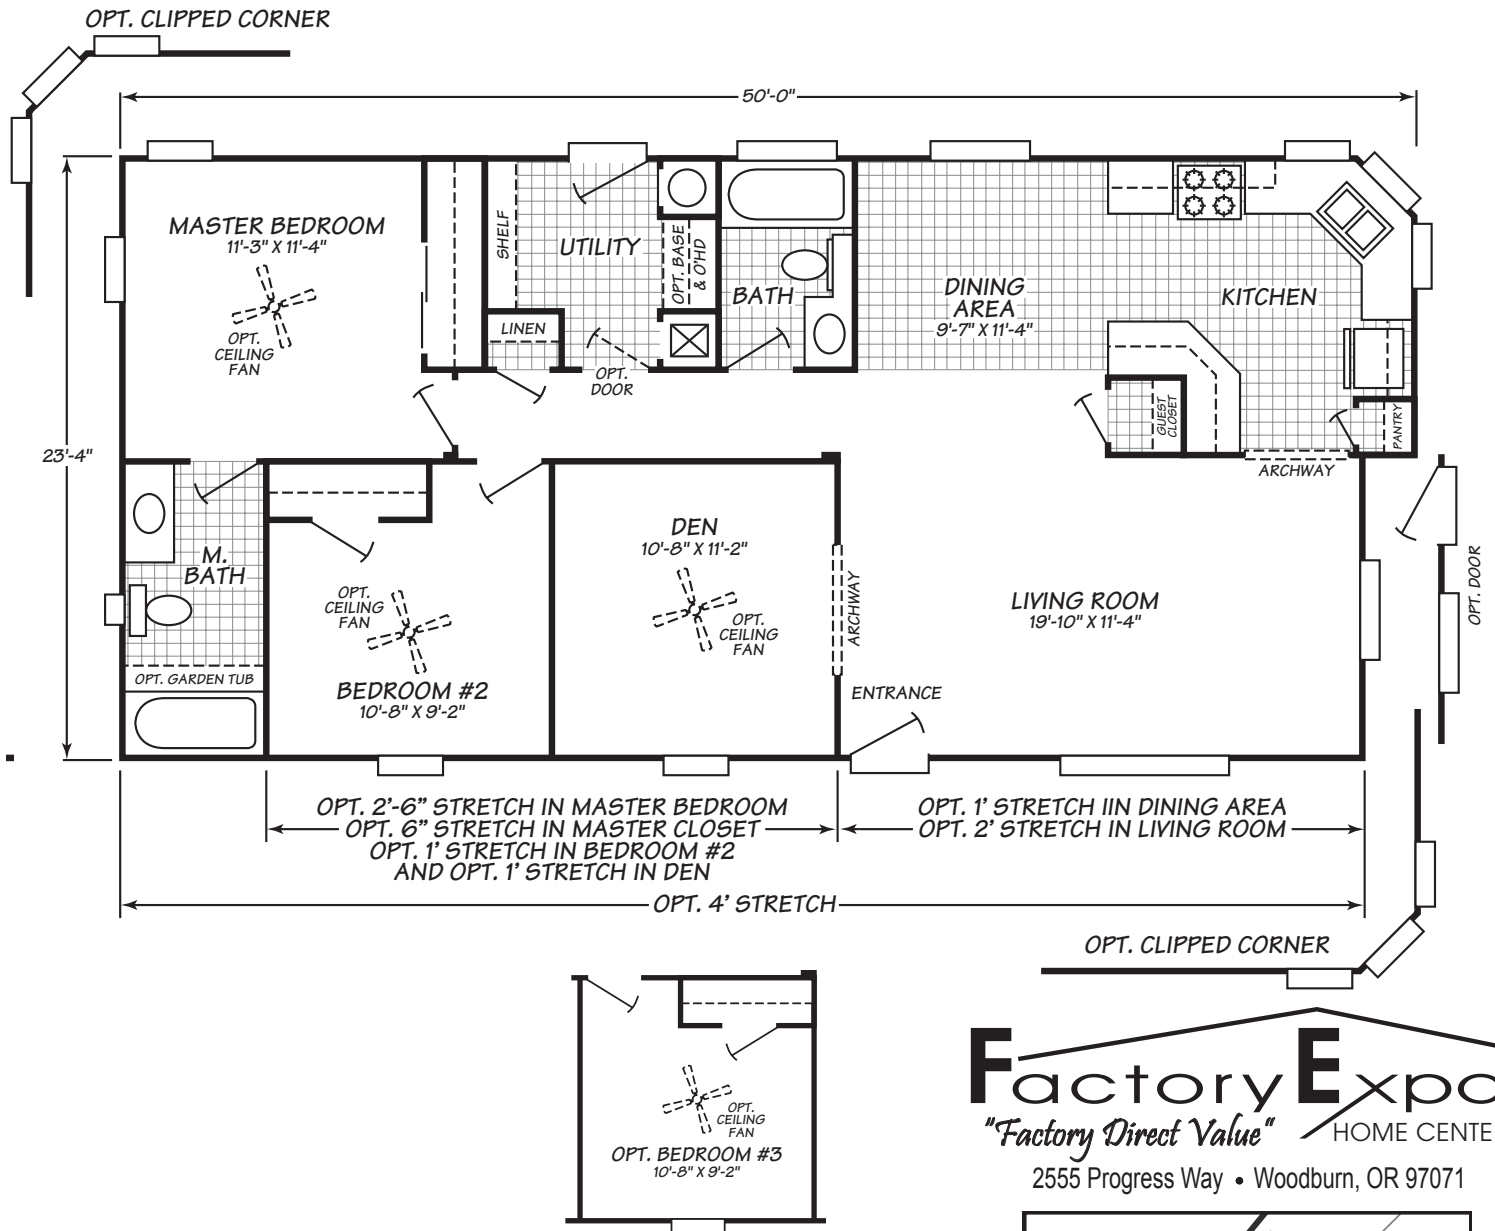 OPT. CLIPPED CORNER
50'-0"
MASTER BEDROOM
11'-3" X 11'-4"
OPT.
CEILING
FAN
SHELF
UTILITY
OPT. BASE
& O'HD
LINEN
OPT.
DOOR
BATH
DINING
AREA
9'-7" X 11'-4"
KITCHEN
GUEST
CLOSET
PANTRY
ARCHWAY
23'-4"
M.
BATH
OPT. GARDEN TUB
OPT.
CEILING
FAN
BEDROOM #2
10'-8" X 9'-2"
DEN
10'-8" X 11'-2"
OPT.
CEILING
FAN
ARCHWAY
LIVING ROOM
19'-10" X 11'-4"
ENTRANCE
OPT. DOOR
OPT. 2'-6" STRETCH IN MASTER BEDROOM
OPT. 6" STRETCH IN MASTER CLOSET
OPT. 1' STRETCH IN BEDROOM #2
AND OPT. 1' STRETCH IN DEN
OPT. 1' STRETCH IIN DINING AREA
OPT. 2' STRETCH IN LIVING ROOM
OPT. 4' STRETCH
OPT. CLIPPED CORNER
OPT.
CEILING
FAN
OPT. BEDROOM #3
10'-8" X 9'-2"
Factory Expo
"Factory Direct Value"
HOME CENTE
2555 Progress Way • Woodburn, OR 97071